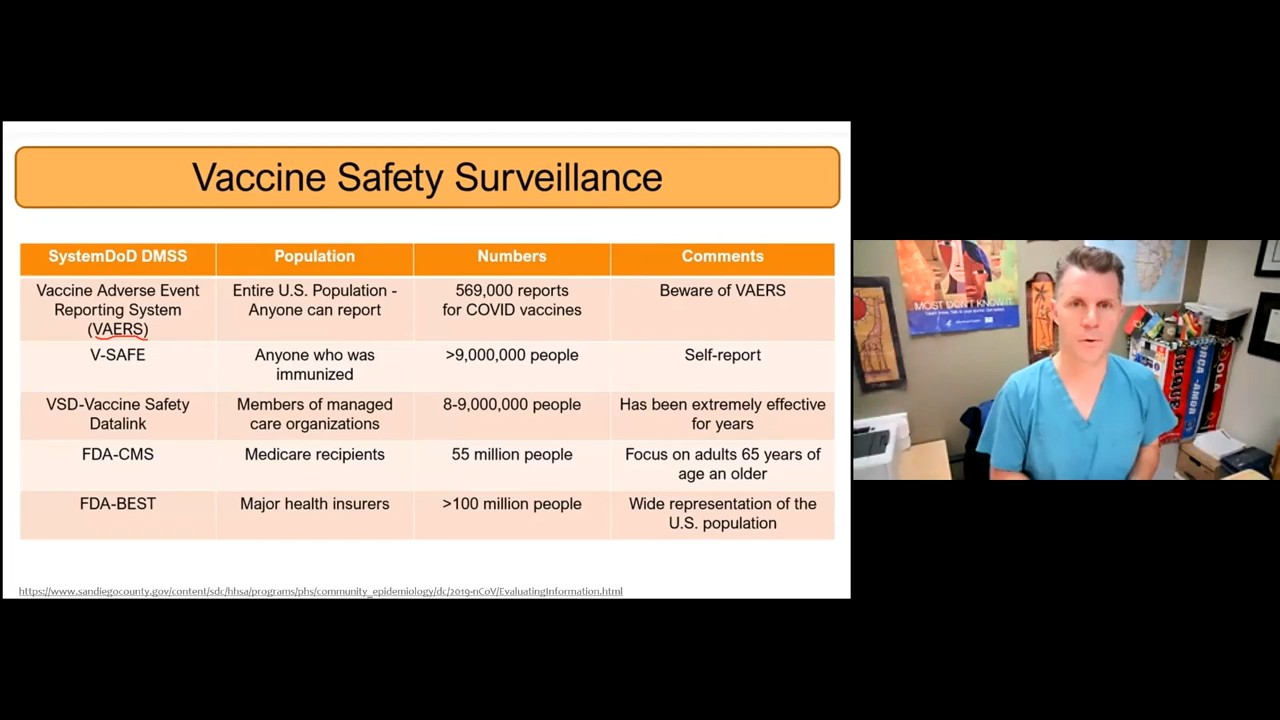 Vaccine Safety Surveillance
SystemDoD DMSS Population Numbers Comments
Vaccine Adverse Event
Reporting System
(VAERS)
Entire U.S. Population -
Anyone can report
569,000 reports
for COVID vaccines
Beware of VAERS
V-SAFE
Anyone who was
immunized
>9,000,000 people
Self-report
VSD-Vaccine Safety
Datalink
Members of managed
care organizations
8-9,000,000 people
Has been extremely effective
for years
FDA-CMS
Medicare recipients
55 million people
Focus on adults 65 years of
age an older
FDA-BEST
Major health insurers
>100 million people
Wide representation of the
U.S. population
https://www.sandiegocounty.gov/content/sdc/hhsa/programs/phs/community_epidemiology/dc/2019-nCoV/EvaluatingInformation.html
MOST DON'T KNOW IT.